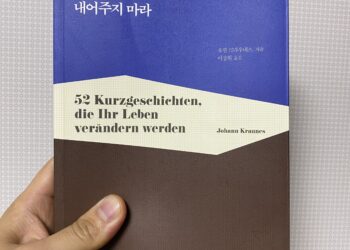 내어주지 마라
52 Kurzgeschichten,
die Ihr Leben
verändern werden
Johann Krannes